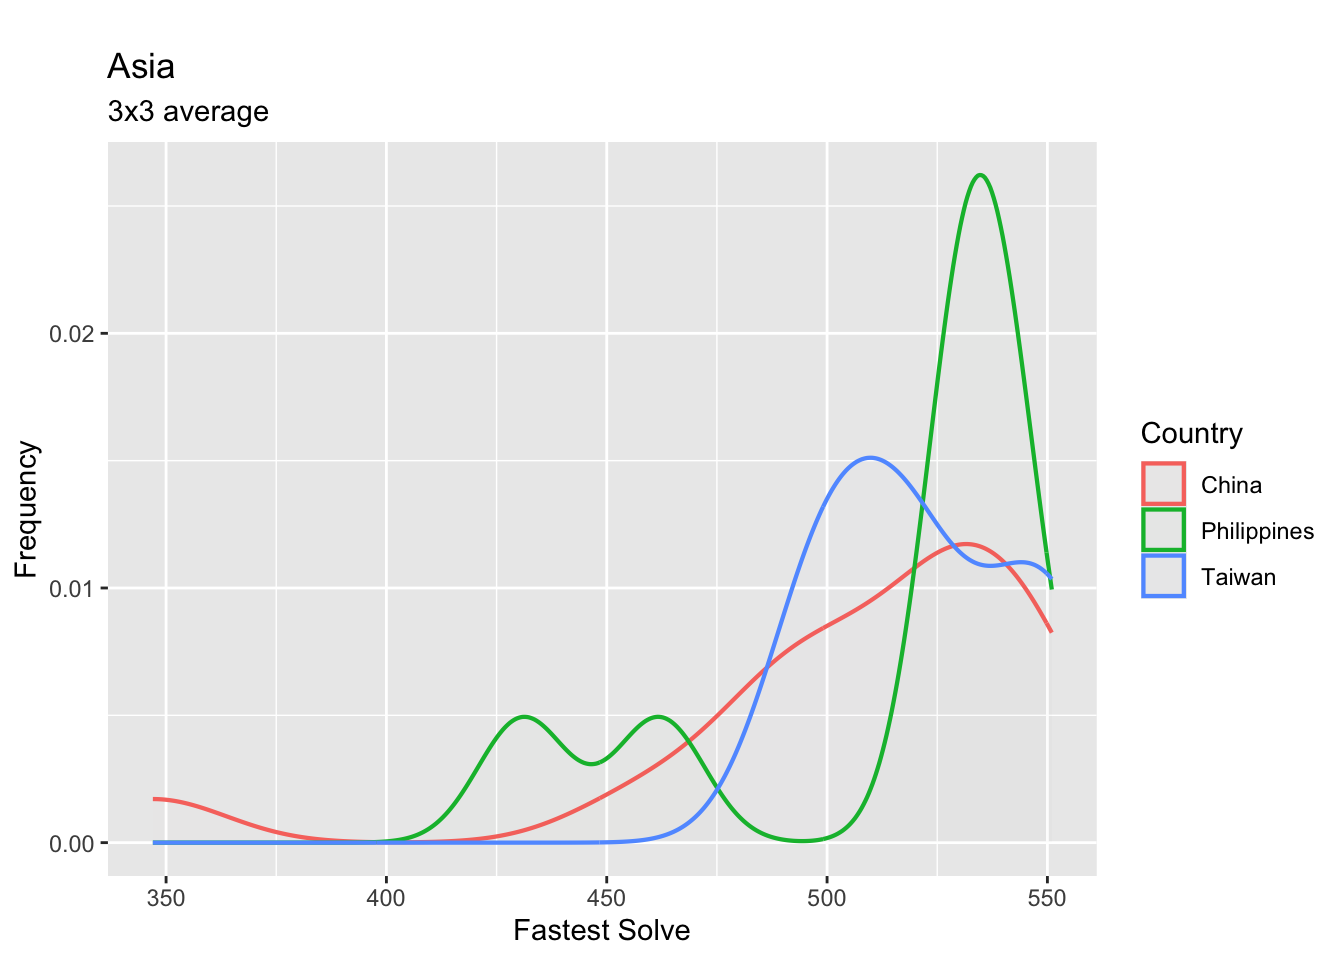 Asia
3x3 average
0.02
0.01
0.00
Frequency
350 400 450 500 550
Fastest Solve
Country
China
Philippines
Taiwan